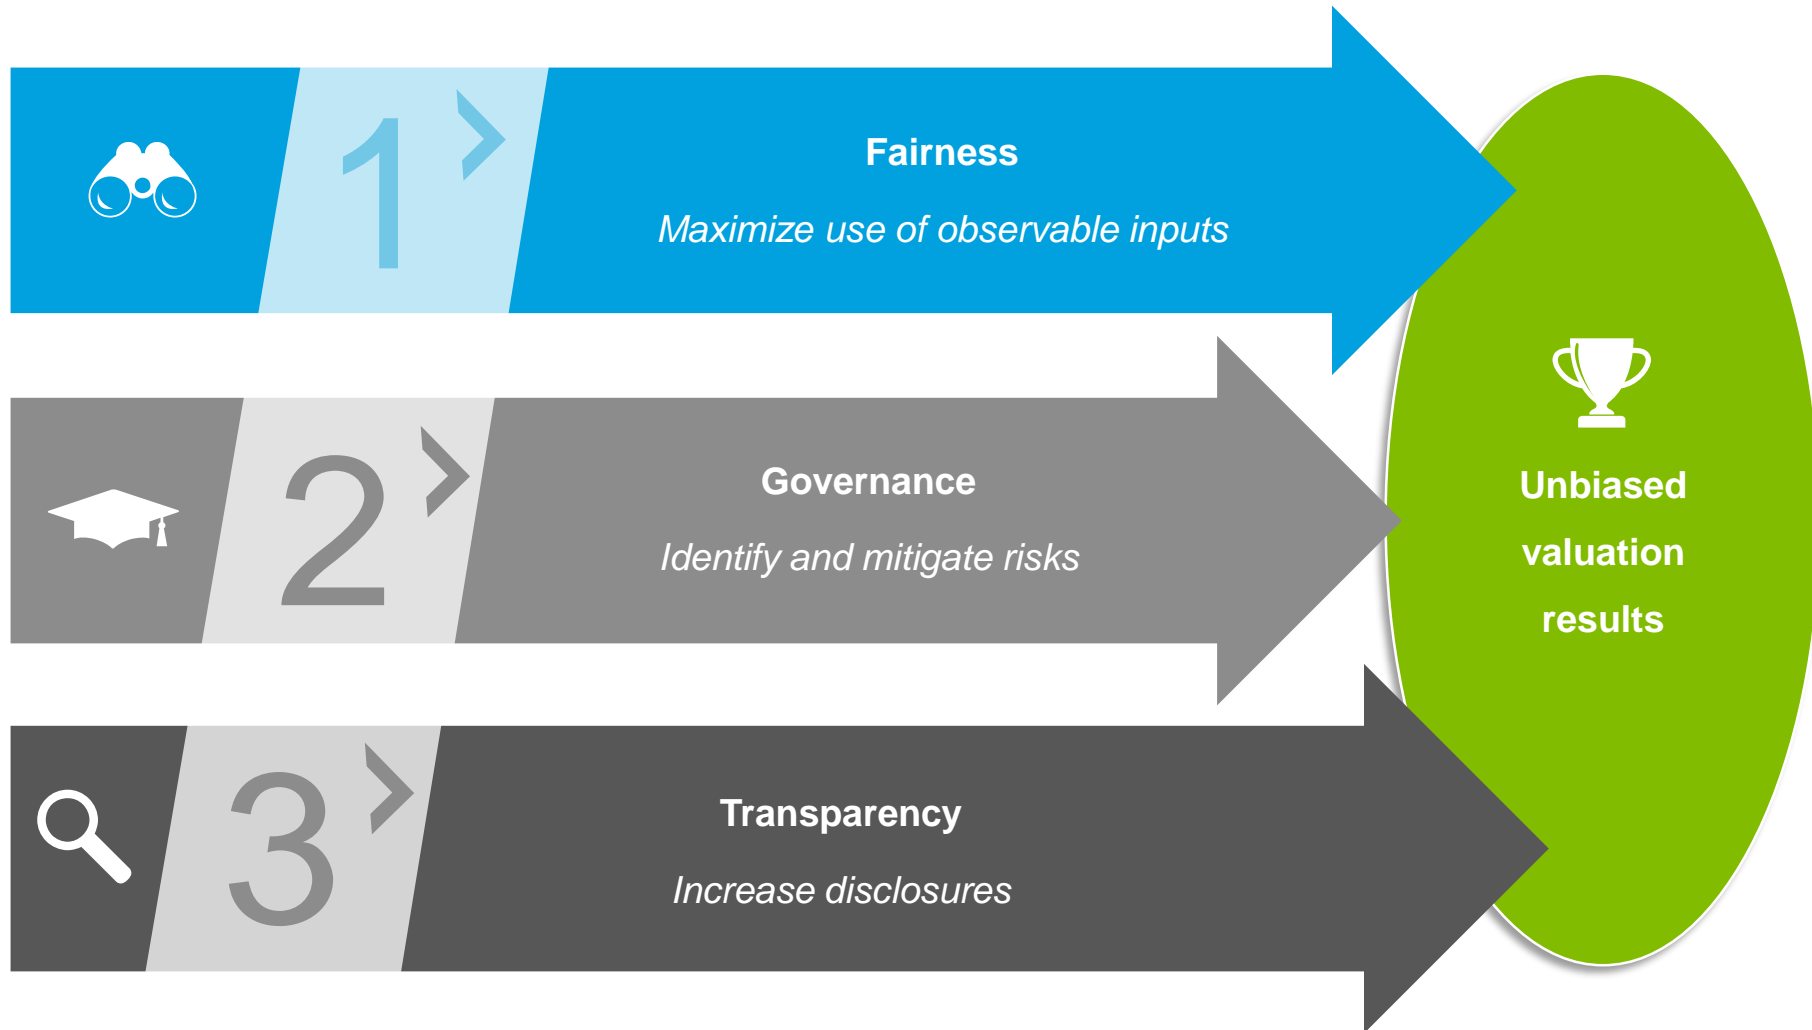 1
Fairness
Maximize use of observable inputs
2
Governance
Identify and mitigate risks
3
Transparency
Increase disclosures
Unbiased
valuation
results